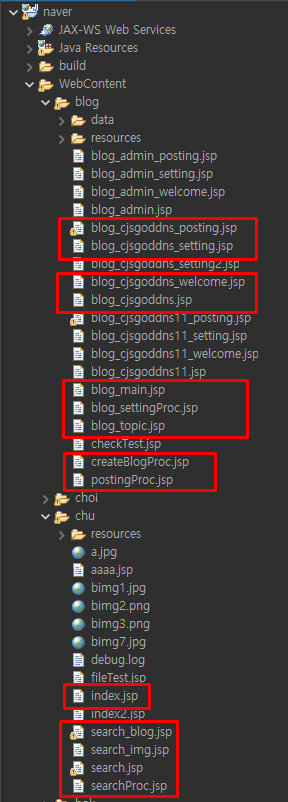 naver
JAX-WS Web Services
Java Resources
build
WebContent
blog
data
resources
blog_admin_posting.jsp
blog_admin_setting.jsp
blog_admin_welcome.jsp
blog_admin.jsp
blog_cjsgoddns_posting.jsp
blog_cjsgoddns_setting.jsp
blog_cjsgoddns_setting2.jsp
blog_cjsgoddns_welcome.jsp
blog_cjsgoddns.jsp
blog_cjsgoddns11_posting.jsp
blog_cjsgoddns11_setting.jsp
blog_cjsgoddns11_welcome.jsp
blog_cjsgoddns11.jsp
blog_main.jsp
blog_settingProc.jsp
blog_topic.jsp
checkTest.jsp
createBlogProc.jsp
postingProc.jsp
choi
chu
resources
a.jpg
aaaa.jsp
bimg1.jpg
bimg2.png
bimg3.png
bimg7.jpg
debug.log
fileTest.jsp
index.jsp
index2.jsp
search_blog.jsp
search_img.jsp
search.jsp
searchProc.jsp